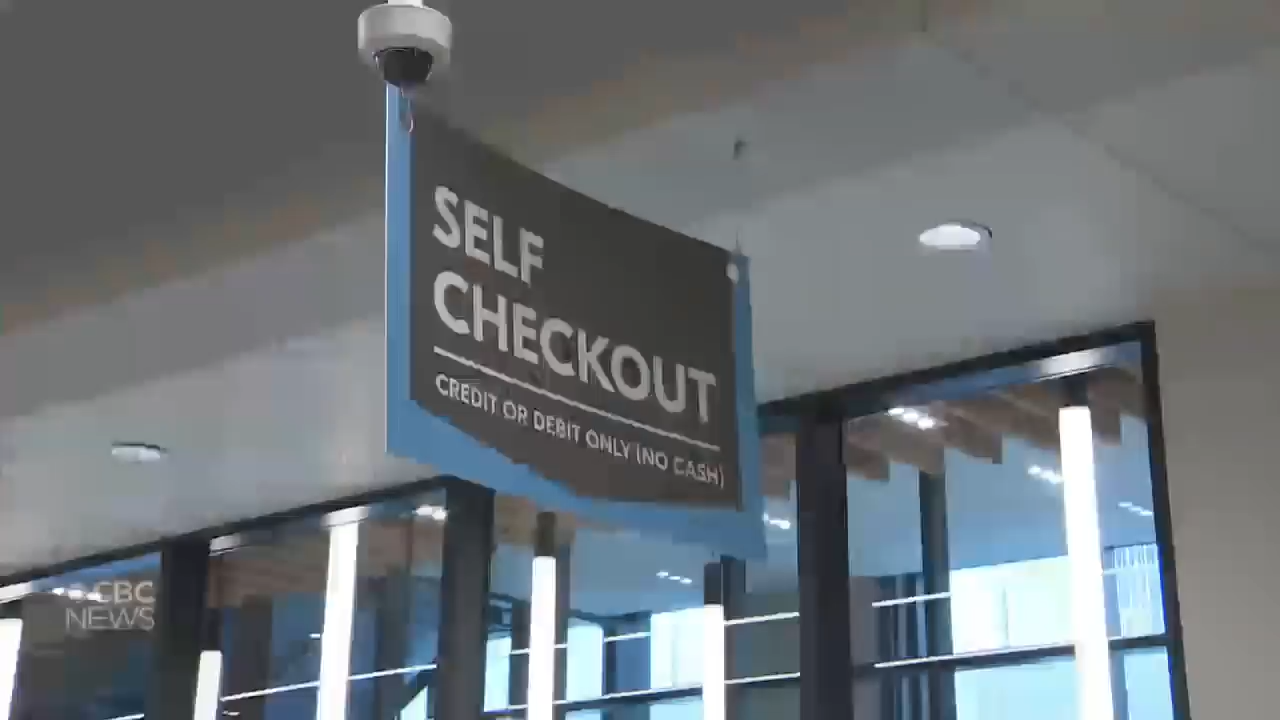 SELF
CHECKOUT
CREDIT OR DEBIT ONLY (NO CASH)
CBC
NEWS